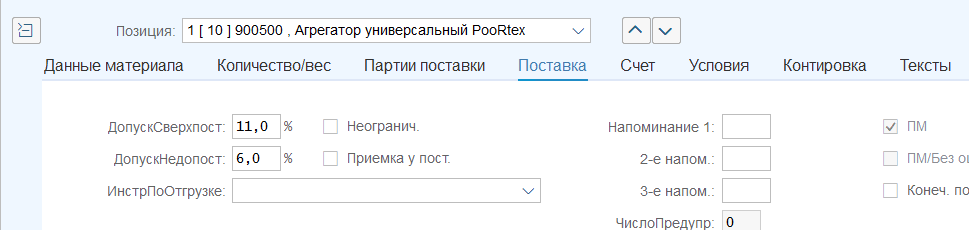 Позиция: 1 [ 10 ] 900500 , Агрегатор универсальный PooRtex
Данные материала Количество/вес Партии поставки Поставка Счет Условия Контировка Тексты
ДопускСверхпост: 11,0 % Неогранич. Напоминание 1: ПМ
ДопускНедопост: 6,0 % Приемка у пост. 2-е напом.: ПМ/Без
ИнстрПоОтгрузке: 3-е напом.: Конеч.
ЧислоПредупр: 0